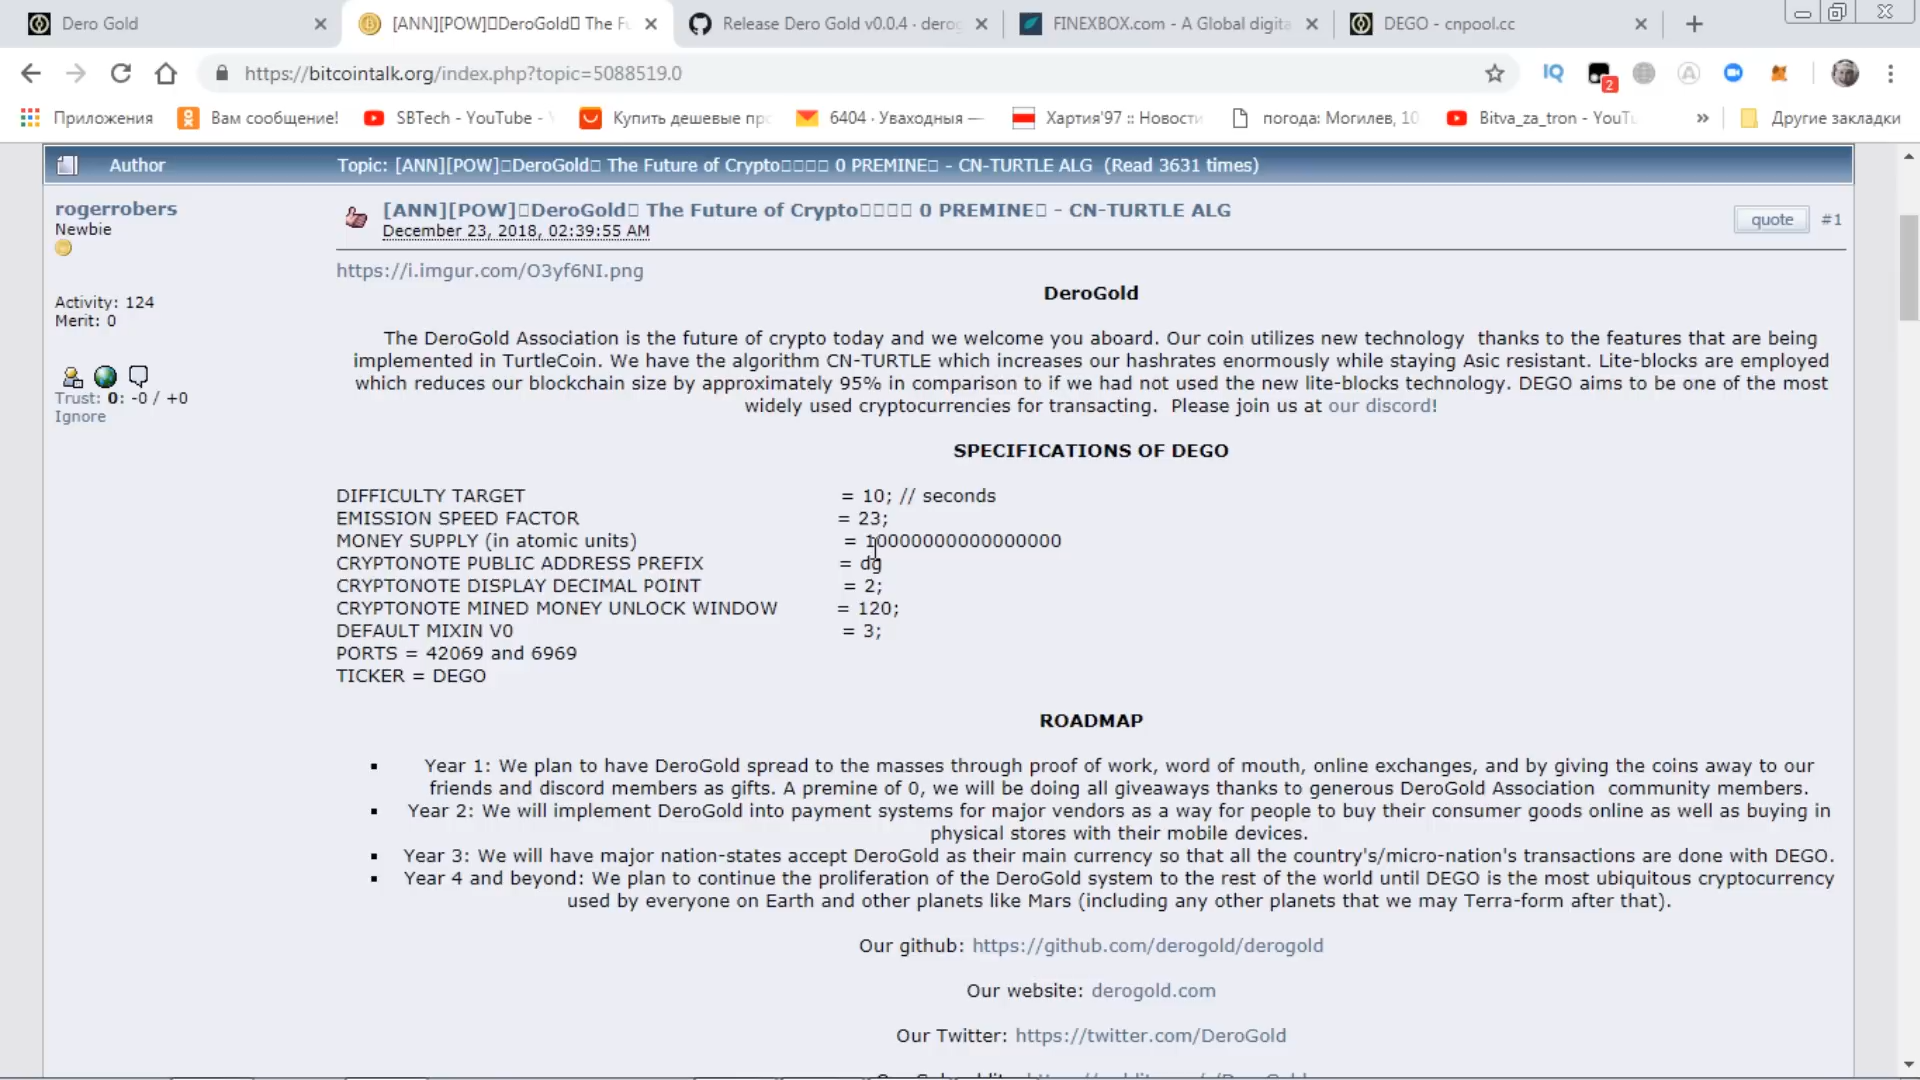 Dero Gold
[ANN][POW]▯DeroGold▯ The Fu
Release Dero Gold v0.0.4 · derog
FINEXBOX.com - A Global digita
DEGO - cnpool.cc
https://bitcointalk.org/index.php?topic=5088519.0
2
Приложения
Вам сообщение!
SBTech - YouTube -
Купить дешевые пр
6404 · Уваходныя —
Хартия'97 :: Новости
погода: Могилев, 10
Bitva_za_tron - YouTu
»
Другие закладки
Author
Topic: [ANN][POW]▯DeroGold▯ The Future of Crypto▯▯▯▯ 0 PREMINE▯ - CN-TURTLE ALG (Read 3631 times)
rogerrobers
Newbie
Activity: 124
Merit: 0
Trust: 0: -0 / +0
Ignore
[ANN][POW]▯DeroGold▯ The Future of Crypto▯▯▯▯ 0 PREMINE▯ - CN-TURTLE ALG
December 23, 2018, 02:39:55 AM
quote #1
https://i.imgur.com/O3yf6NI.png
DeroGold
The DeroGold Association is the future of crypto today and we welcome you aboard. Our coin utilizes new technology thanks to the features that are being
implemented in TurtleCoin. We have the algorithm CN-TURTLE which increases our hashrates enormously while staying Asic resistant. Lite-blocks are employed
which reduces our blockchain size by approximately 95% in comparison to if we had not used the new lite-blocks technology. DEGO aims to be one of the most
widely used cryptocurrencies for transacting. Please join us at our discord!
SPECIFICATIONS OF DEGO
DIFFICULTY TARGET = 10; // seconds
EMISSION SPEED FACTOR = 23;
MONEY SUPPLY (in atomic units) = 10000000000000000
CRYPTONOTE PUBLIC ADDRESS PREFIX = dg
CRYPTONOTE DISPLAY DECIMAL POINT = 2;
CRYPTONOTE MINED MONEY UNLOCK WINDOW = 120;
DEFAULT MIXIN V0 = 3;
PORTS = 42069 and 6969
TICKER = DEGO
ROADMAP
Year 1: We plan to have DeroGold spread to the masses through proof of work, word of mouth, online exchanges, and by giving the coins away to our
friends and discord members as gifts. A premine of 0, we will be doing all giveaways thanks to generous DeroGold Association community members.
Year 2: We will implement DeroGold into payment systems for major vendors as a way for people to buy their consumer goods online as well as buying in
physical stores with their mobile devices.
Year 3: We will have major nation-states accept DeroGold as their main currency so that all the country's/micro-nation's transactions are done with DEGO.
Year 4 and beyond: We plan to continue the proliferation of the DeroGold system to the rest of the world until DEGO is the most ubiquitous cryptocurrency
used by everyone on Earth and other planets like Mars (including any other planets that we may Terra-form after that).
Our github: https://github.com/derogold/derogold
Our website: derogold.com
Our Twitter: https://twitter.com/DeroGold